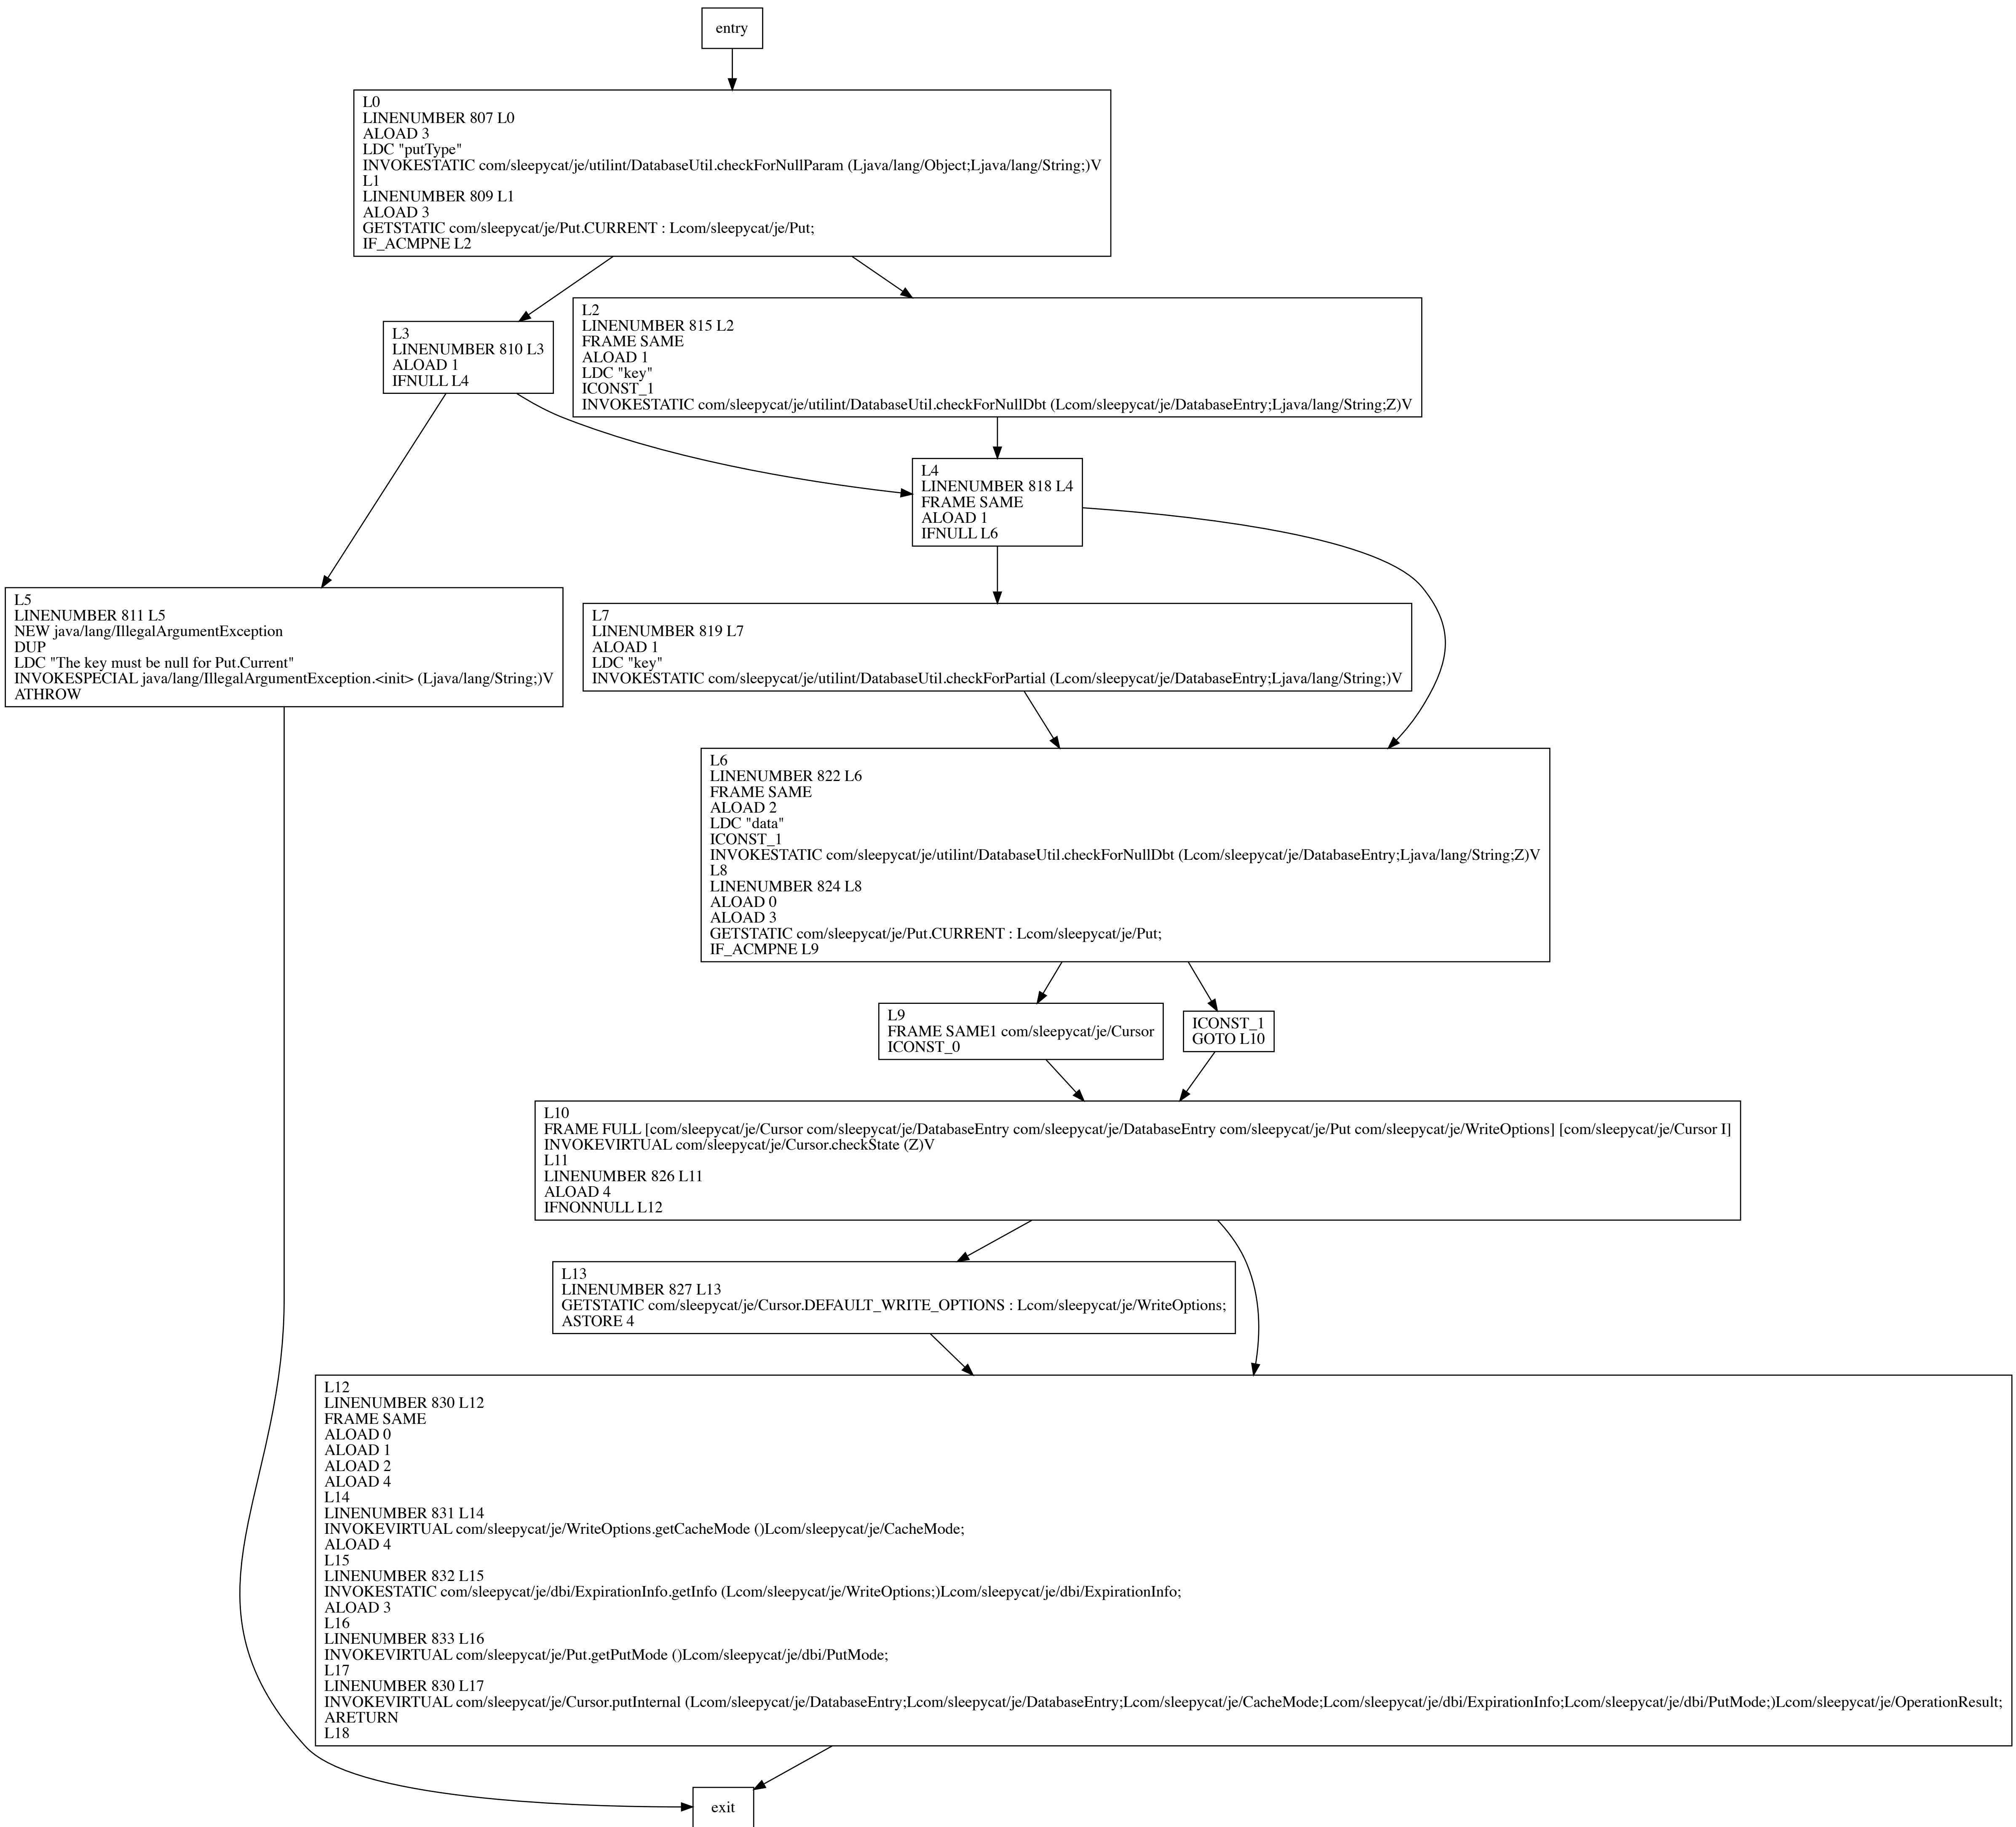 entry
L0
LINENUMBER 807 L0
ALOAD 3
LDC "putType"
INVOKESTATIC com/sleepycat/je/utilint/DatabaseUtil.checkForNullParam (Ljava/lang/Object;Ljava/lang/String;)V
L1
LINENUMBER 809 L1
ALOAD 3
GETSTATIC com/sleepycat/je/Put.CURRENT : Lcom/sleepycat/je/Put;
IF_ACMPNE L2
L3
LINENUMBER 810 L3
ALOAD 1
IFNULL L4
L2
LINENUMBER 815 L2
FRAME SAME
ALOAD 1
LDC "key"
ICONST_1
INVOKESTATIC com/sleepycat/je/utilint/DatabaseUtil.checkForNullDbt (Lcom/sleepycat/je/DatabaseEntry;Ljava/lang/String;Z)V
L4
LINENUMBER 818 L4
FRAME SAME
ALOAD 1
IFNULL L6
L5
LINENUMBER 811 L5
NEW java/lang/IllegalArgumentException
DUP
LDC "The key must be null for Put.Current"
INVOKESPECIAL java/lang/IllegalArgumentException.<init> (Ljava/lang/String;)V
ATHROW
L7
LINENUMBER 819 L7
ALOAD 1
LDC "key"
INVOKESTATIC com/sleepycat/je/utilint/DatabaseUtil.checkForPartial (Lcom/sleepycat/je/DatabaseEntry;Ljava/lang/String;)V
L6
LINENUMBER 822 L6
FRAME SAME
ALOAD 2
LDC "data"
ICONST_1
INVOKESTATIC com/sleepycat/je/utilint/DatabaseUtil.checkForNullDbt (Lcom/sleepycat/je/DatabaseEntry;Ljava/lang/String;Z)V
L8
LINENUMBER 824 L8
ALOAD 0
ALOAD 3
GETSTATIC com/sleepycat/je/Put.CURRENT : Lcom/sleepycat/je/Put;
IF_ACMPNE L9
L9
FRAME SAME1 com/sleepycat/je/Cursor
ICONST_0
ICONST_1
GOTO L10
L10
FRAME FULL [com/sleepycat/je/Cursor com/sleepycat/je/DatabaseEntry com/sleepycat/je/DatabaseEntry com/sleepycat/je/Put com/sleepycat/je/WriteOptions] [com/sleepycat/je/Cursor I]
INVOKEVIRTUAL com/sleepycat/je/Cursor.checkState (Z)V
L11
LINENUMBER 826 L11
ALOAD 4
IFNONNULL L12
L13
LINENUMBER 827 L13
GETSTATIC com/sleepycat/je/Cursor.DEFAULT_WRITE_OPTIONS : Lcom/sleepycat/je/WriteOptions;
ASTORE 4
L12
LINENUMBER 830 L12
FRAME SAME
ALOAD 0
ALOAD 1
ALOAD 2
ALOAD 4
L14
LINENUMBER 831 L14
INVOKEVIRTUAL com/sleepycat/je/WriteOptions.getCacheMode ()Lcom/sleepycat/je/CacheMode;
ALOAD 4
L15
LINENUMBER 832 L15
INVOKESTATIC com/sleepycat/je/dbi/ExpirationInfo.getInfo (Lcom/sleepycat/je/WriteOptions;)Lcom/sleepycat/je/dbi/ExpirationInfo;
ALOAD 3
L16
LINENUMBER 833 L16
INVOKEVIRTUAL com/sleepycat/je/Put.getPutMode ()Lcom/sleepycat/je/dbi/PutMode;
L17
LINENUMBER 830 L17
INVOKEVIRTUAL com/sleepycat/je/Cursor.putInternal (Lcom/sleepycat/je/DatabaseEntry;Lcom/sleepycat/je/DatabaseEntry;Lcom/sleepycat/je/CacheMode;Lcom/sleepycat/je/dbi/ExpirationInfo;Lcom/sleepycat/je/dbi/PutMode;)Lcom/sleepycat/je/OperationResult;
ARETURN
L18
exit